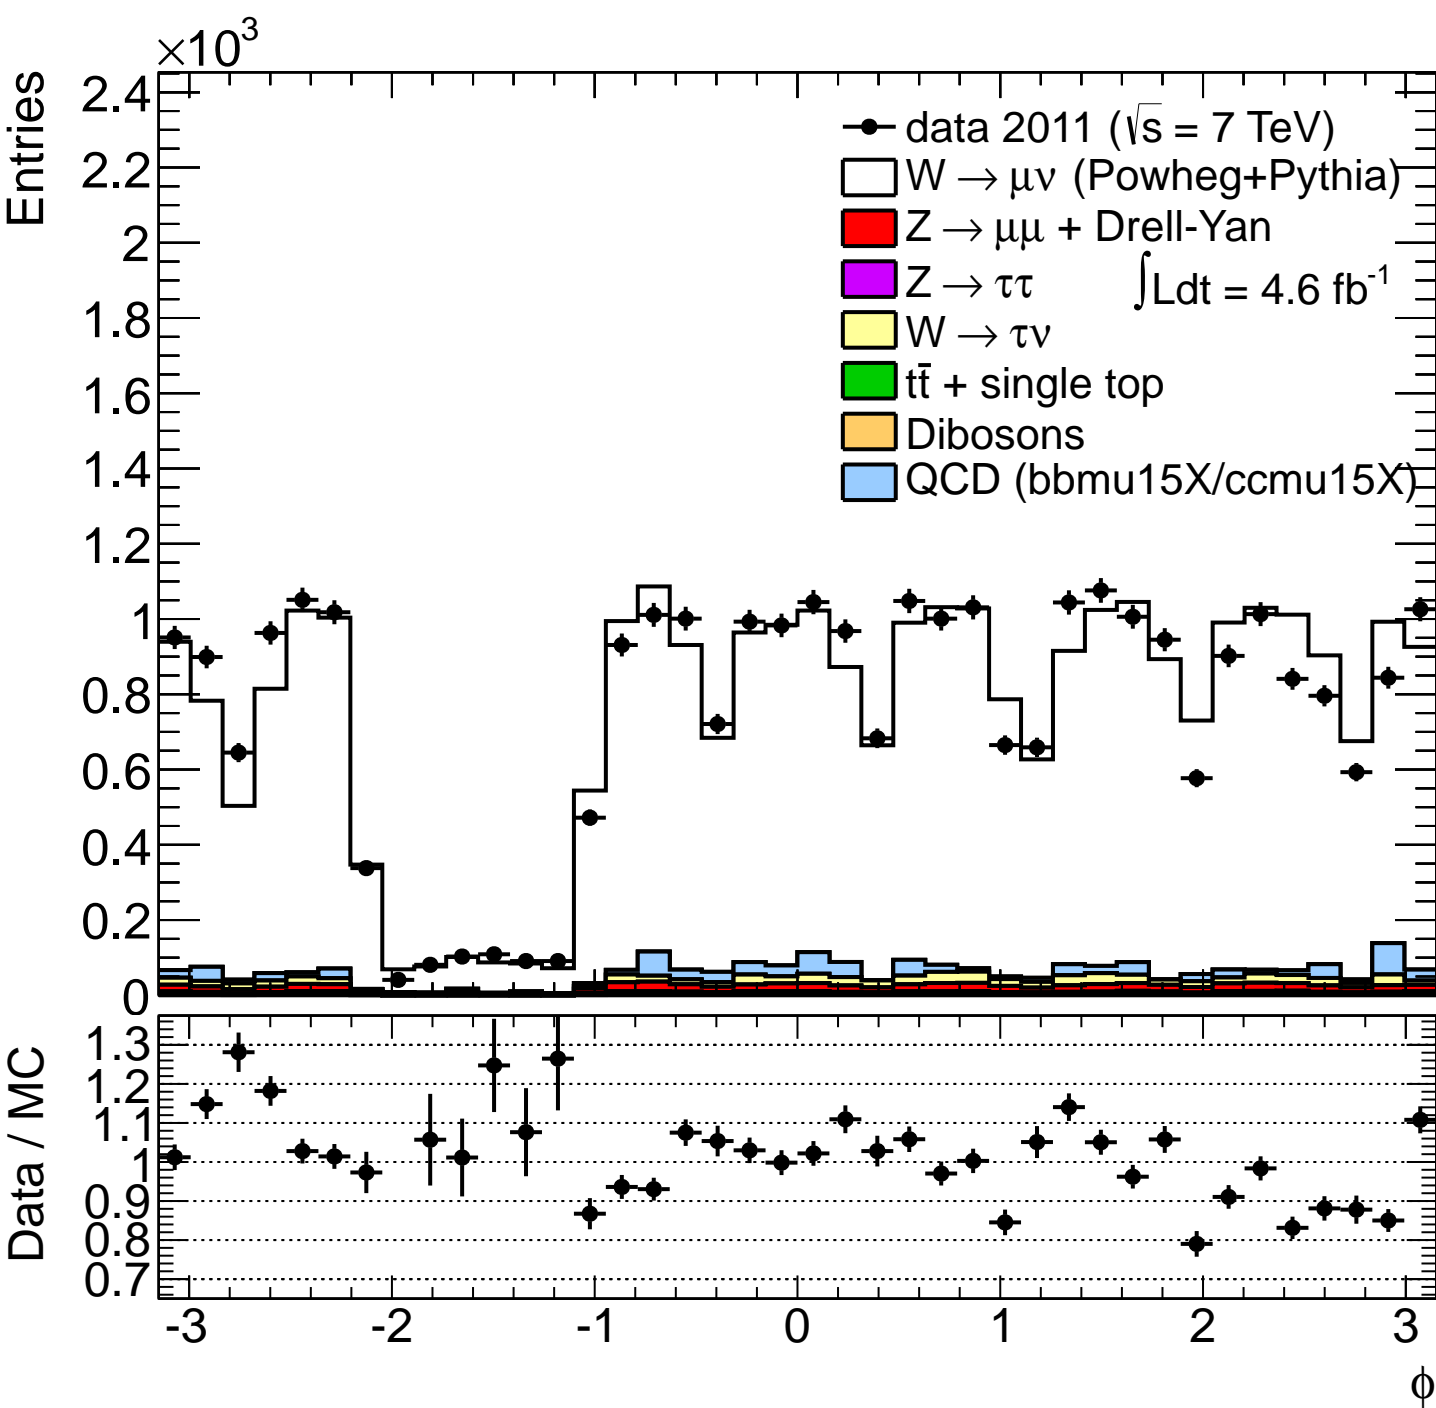 ×10³
Entries
2.4
2.2
2
1.8
1.6
1.4
1.2
1
0.8
0.6
0.4
0.2
0
data 2011 (√s = 7 TeV)
W → μν (Powheg+Pythia)
Z → μμ + Drell-Yan
Z → ττ
∫Ldt = 4.6 fb⁻¹
W → τν
tt̄ + single top
Dibosons
QCD (bbmu15X/ccmu15X)
Data / MC
1.3
1.2
1.1
1
0.9
0.8
0.7
-3 -2 -1 0 1 2 3
ϕ